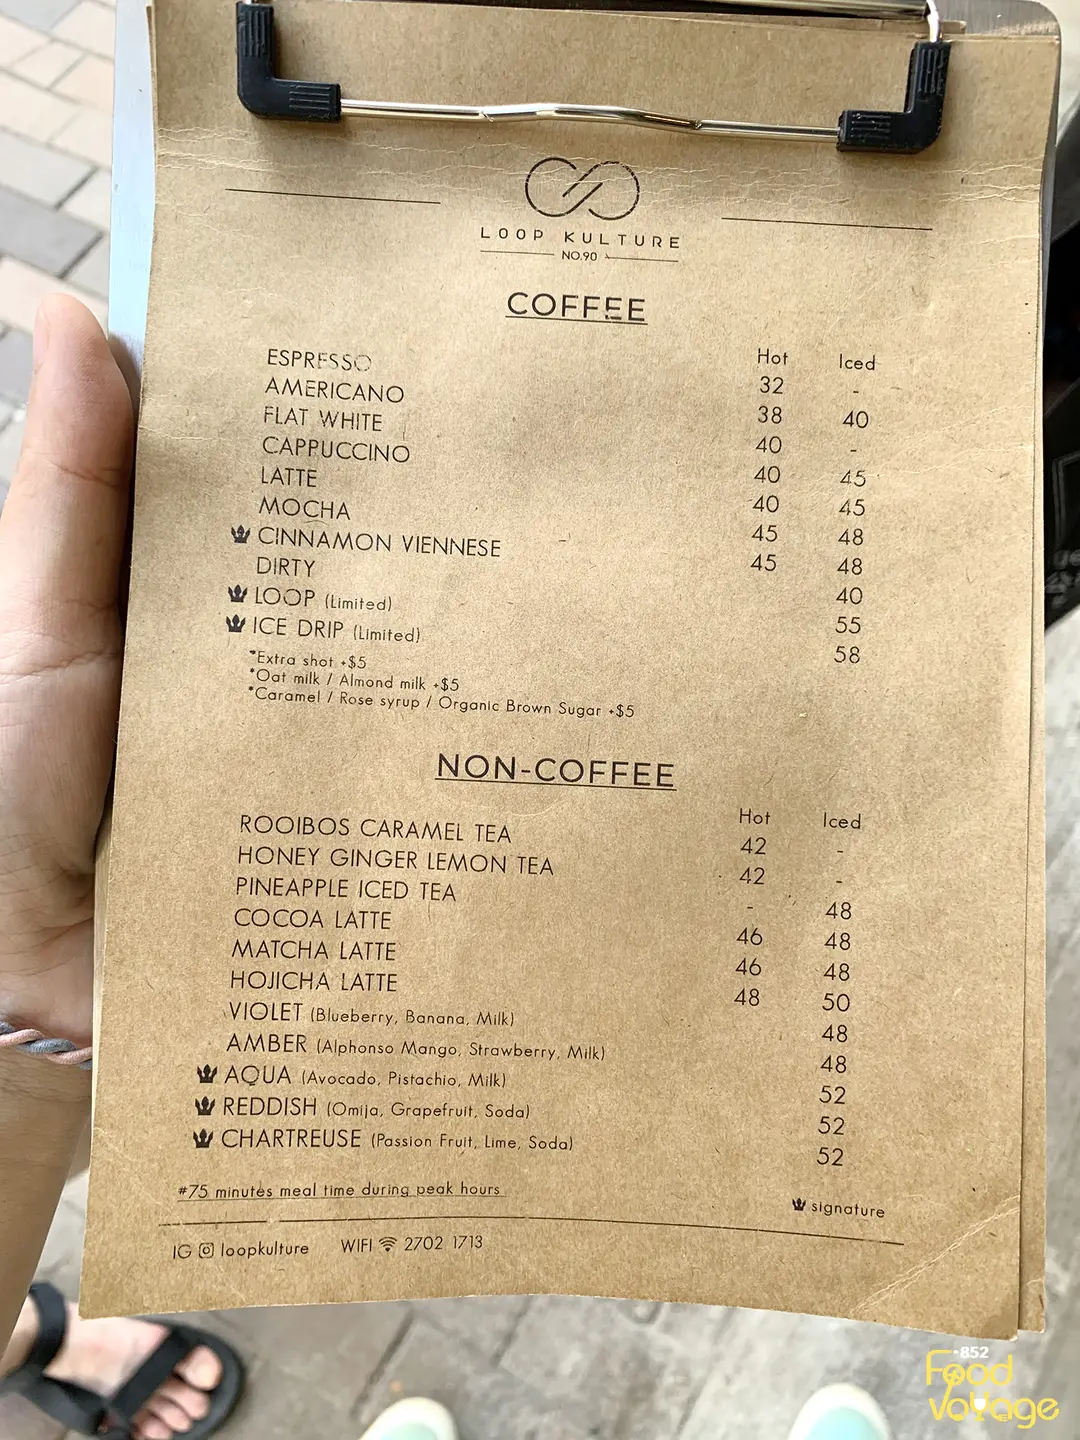 LOOP KULTURE
NO.90
COFFEE
Hot Iced
ESPRESSO 32 -
AMERICANO 38 40
FLAT WHITE 40 -
CAPPUCCINO 40 45
LATTE 40 45
MOCHA 45 48
CINNAMON VIENNESE 45 48
DIRTY 40
LOOP (Limited) 55
ICE DRIP (Limited) 58
*Extra shot +$5
*Oat milk / Almond milk +$5
*Caramel / Rose syrup / Organic Brown Sugar +$5
NON-COFFEE
Hot Iced
ROOIBOS CARAMEL TEA 42 -
HONEY GINGER LEMON TEA 42 -
PINEAPPLE ICED TEA - 48
COCOA LATTE 46 48
MATCHA LATTE 46 48
HOJICHA LATTE 48 50
VIOLET (Blueberry, Banana, Milk) 48
AMBER (Alphonso Mango, Strawberry, Milk) 48
AQUA (Avocado, Pistachio, Milk) 52
REDDISH (Omija, Grapefruit, Soda) 52
CHARTREUSE (Passion Fruit, Lime, Soda) 52
#75 minutes meal time during peak hours
signature
IG loopkulture WIFI 2702 1713
+852
Food
Voyage